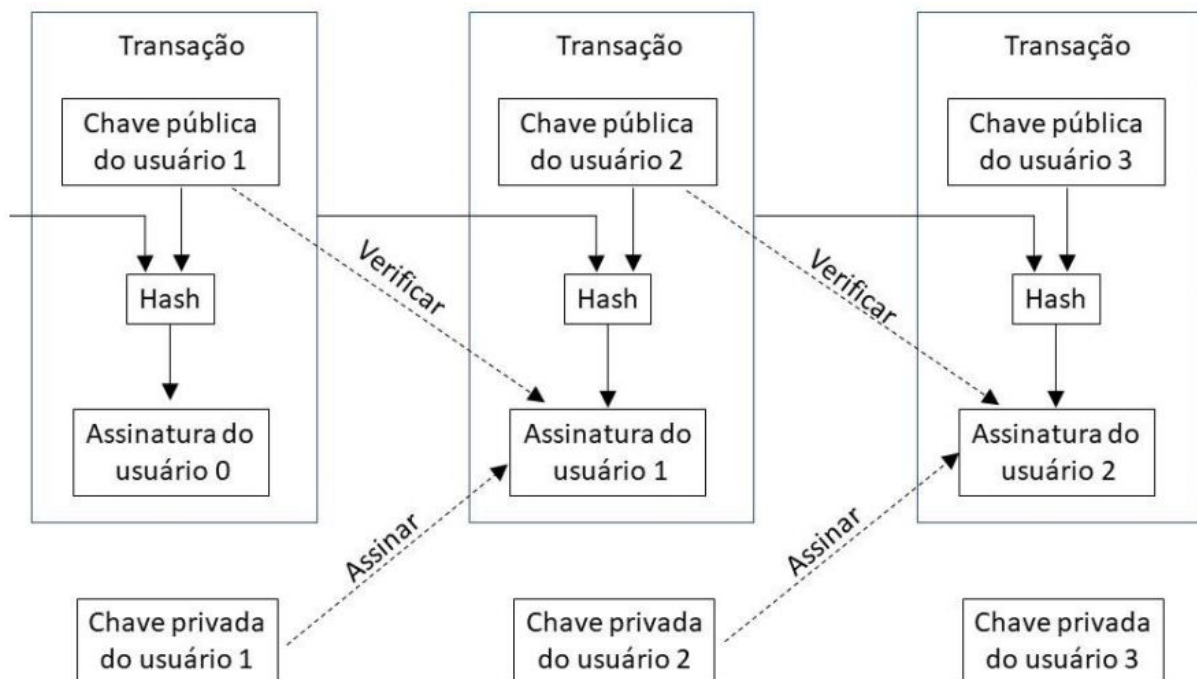 Transação
Chave pública
do usuário 1
Hash
Assinatura do
usuário 0
Verificar
Assinar
Chave privada
do usuário 1
Transação
Chave pública
do usuário 2
Hash
Assinatura do
usuário 1
Verificar
Assinar
Chave privada
do usuário 2
Transação
Chave pública
do usuário 3
Hash
Assinatura do
usuário 2
Chave privada
do usuário 3